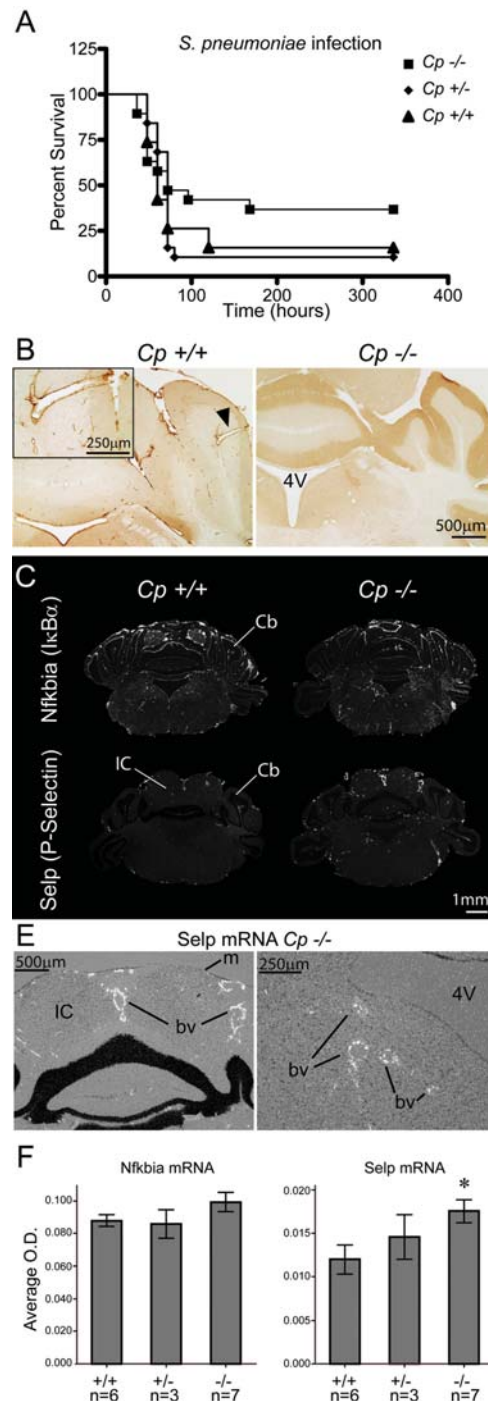 A
S. pneumoniae infection
Cp -/-
Cp +/-
Cp +/+
Percent Survival
100
75
50
25
0
0 100 200 300 400
Time (hours)
B
Cp +/+ Cp -/-
250µm
4V
500µm
C
Cp +/+ Cp -/-
Nfkbia (IκBα)
Cb
Selp (P-Selectin)
IC
Cb
1mm
E
Selp mRNA Cp -/-
500µm
m
IC
bv
250µm
4V
bv
bv
F
Nfkbia mRNA Selp mRNA
Average O.D.
0.100
0.080
0.060
0.040
0.020
0.000
+/+ +/- -/-
n=6 n=3 n=7
0.020
0.015
0.010
0.005
0.000
*
+/+ +/- -/-
n=6 n=3 n=7